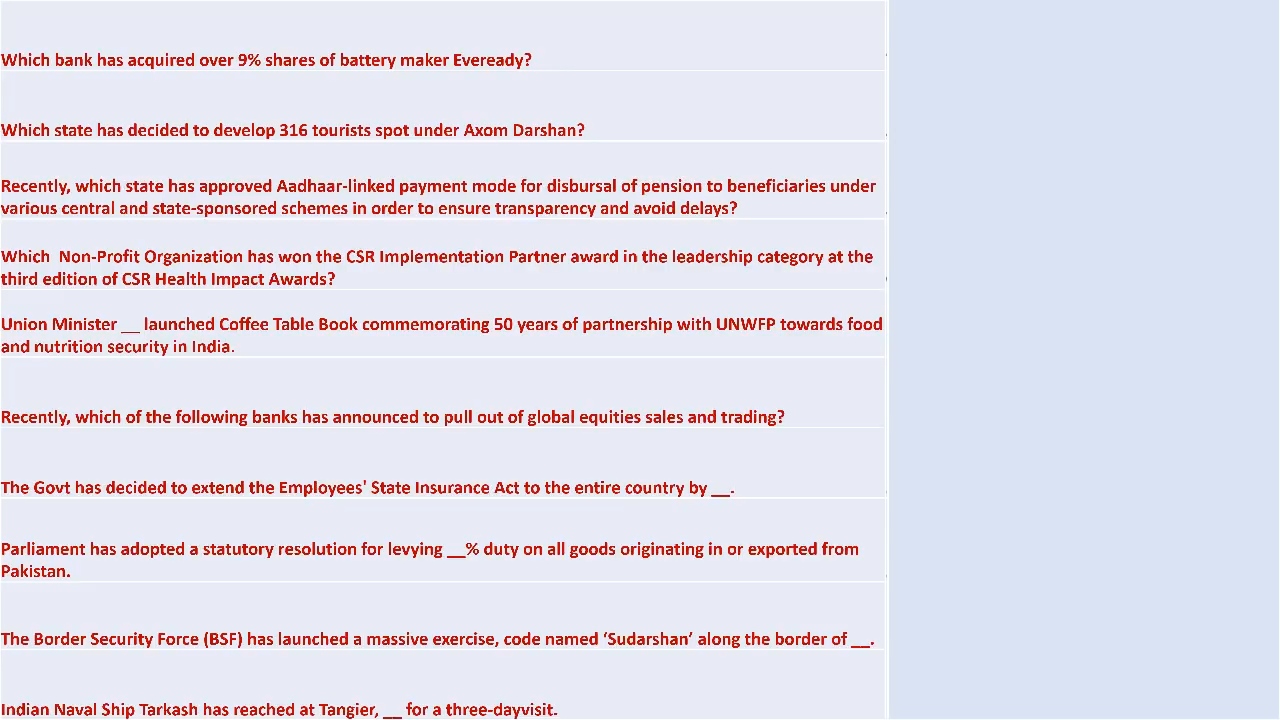 Which bank has acquired over 9% shares of battery maker Eveready?
Which state has decided to develop 316 tourists spot under Axom Darshan?
Recently, which state has approved Aadhaar-linked payment mode for disbursal of pension to beneficiaries under
various central and state-sponsored schemes in order to ensure transparency and avoid delays?
Which  Non-Profit Organization has won the CSR Implementation Partner award in the leadership category at the
third edition of CSR Health Impact Awards?
Union Minister __ launched Coffee Table Book commemorating 50 years of partnership with UNWFP towards food
and nutrition security in India.
Recently, which of the following banks has announced to pull out of global equities sales and trading?
The Govt has decided to extend the Employees' State Insurance Act to the entire country by __.
Parliament has adopted a statutory resolution for levying __% duty on all goods originating in or exported from
Pakistan.
The Border Security Force (BSF) has launched a massive exercise, code named ‘Sudarshan’ along the border of __.
Indian Naval Ship Tarkash has reached at Tangier, __ for a three-dayvisit.